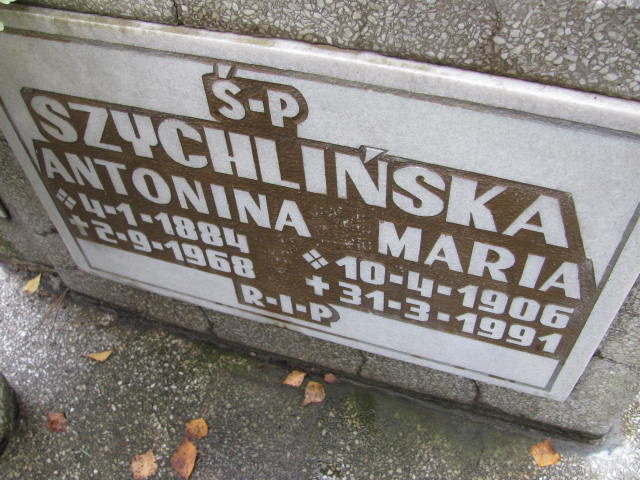 Ś-P
SZYCHLIŃSKA
ANTONINA MARIA
4-1-1884 10-4-1906
+2-9-1968 +31-3-1991
R-I-P